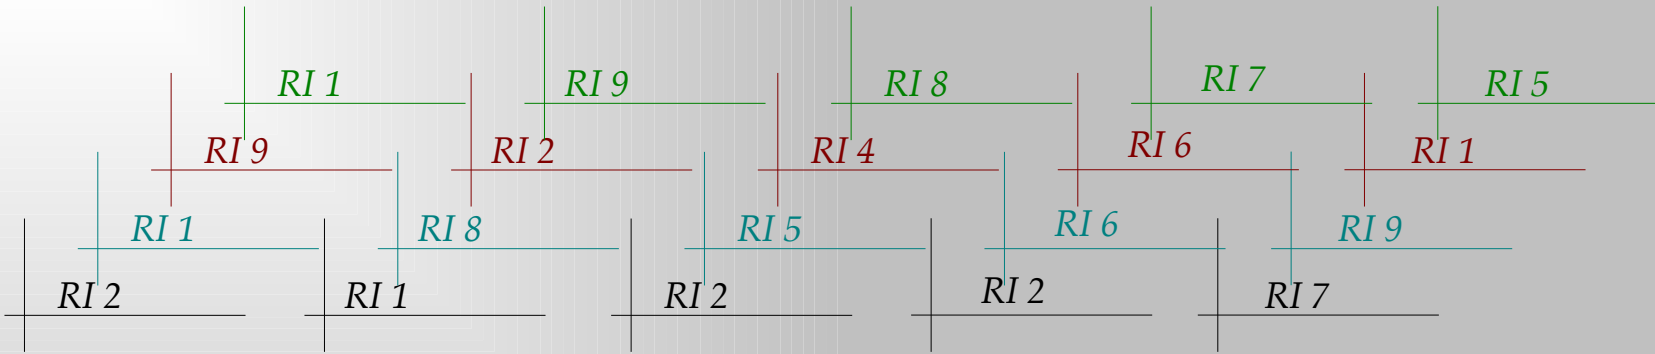 RI 1 RI 9 RI 8 RI 7 RI 5
RI 9 RI 2 RI 4 RI 6 RI 1
RI 1 RI 8 RI 5 RI 6 RI 9
RI 2 RI 1 RI 2 RI 2 RI 7